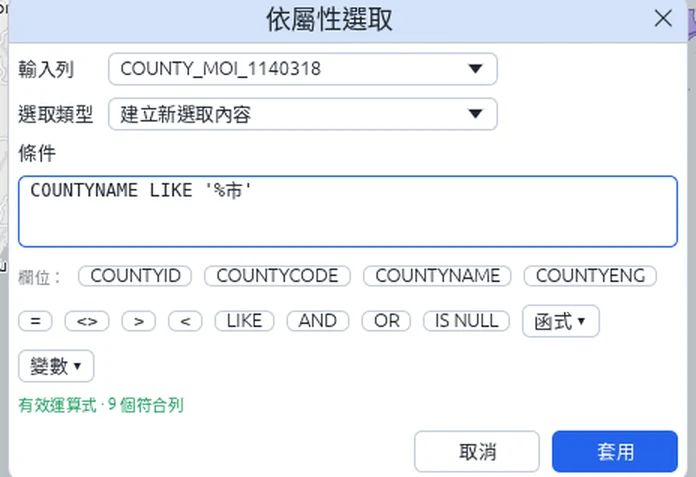 依屬性選取
輸入列 COUNTY_MOI_1140318
選取類型 建立新選取內容
條件
COUNTYNAME LIKE '%市'
欄位： COUNTYID COUNTYCODE COUNTYNAME COUNTYENG
= <> > < LIKE AND OR IS NULL 函式 ▾
變數 ▾
有效運算式 · 9 個符合列
取消 套用